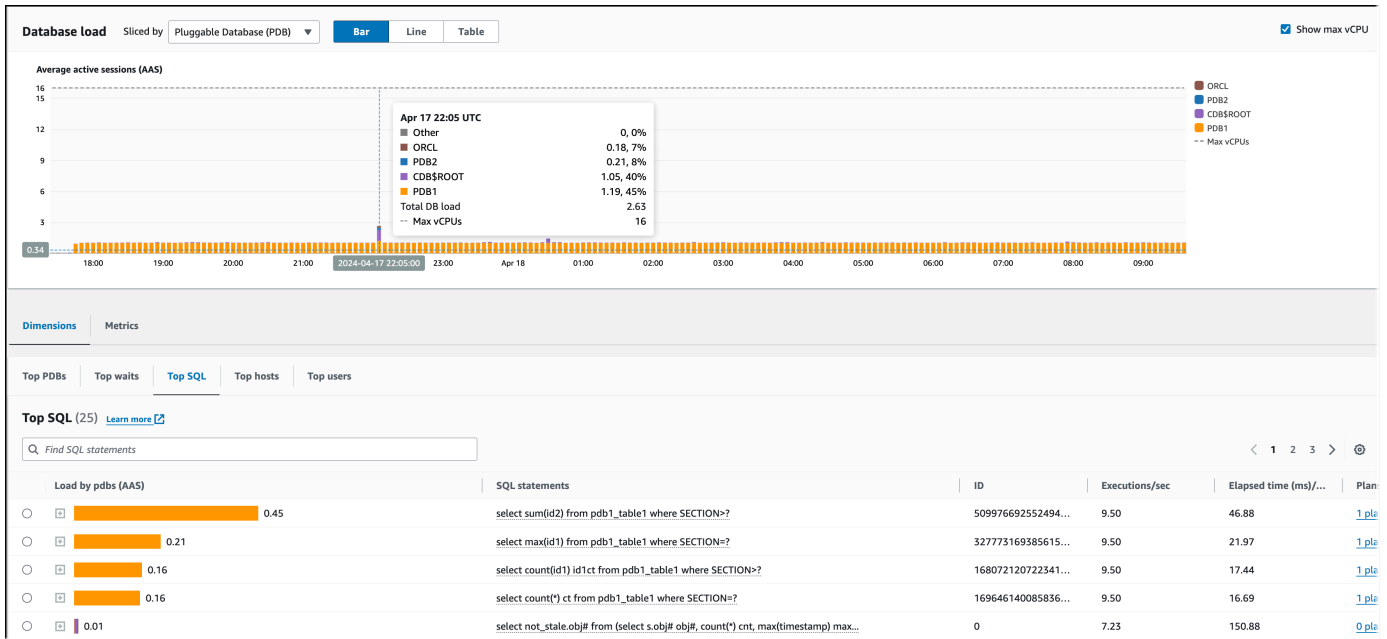 Database load Sliced by Pluggable Database (PDB) Bar Line Table Show max vCPU
Average active sessions (AAS)
16
15
12
9
6
3
0.34
Apr 17 22:05 UTC
Other 0, 0%
ORCL 0.18, 7%
PDB2 0.21, 8%
CDB$ROOT 1.05, 40%
PDB1 1.19, 45%
Total DB load 2.63
Max vCPUs 16
ORCL
PDB2
CDB$ROOT
PDB1
Max vCPUs
18:00 19:00 20:00 21:00 2024-04-17 22:05:00 23:00 Apr 18 01:00 02:00 03:00 04:00 05:00 06:00 07:00 08:00 09:00
Dimensions Metrics
Top PDBs Top waits Top SQL Top hosts Top users
Top SQL (25) Learn more
Find SQL statements
1 2 3
Load by pdbs (AAS) SQL statements ID Executions/sec Elapsed time (ms)/... Plan
0.45 select sum(id2) from pdb1_table1 where SECTION>? 509976692552494... 9.50 46.88 1 pla
0.21 select max(id1) from pdb1_table1 where SECTION=? 327773169385615... 9.50 21.97 1 pla
0.16 select count(id1) id1ct from pdb1_table1 where SECTION>? 168072120722341... 9.50 17.44 1 pla
0.16 select count(*) ct from pdb1_table1 where SECTION=? 169646140085836... 9.50 16.69 1 pla
0.01 select not_stale.obj# from (select s.obj# obj#, count(*) cnt, max(timestamp) max... 0 7.23 150.88 0 pla